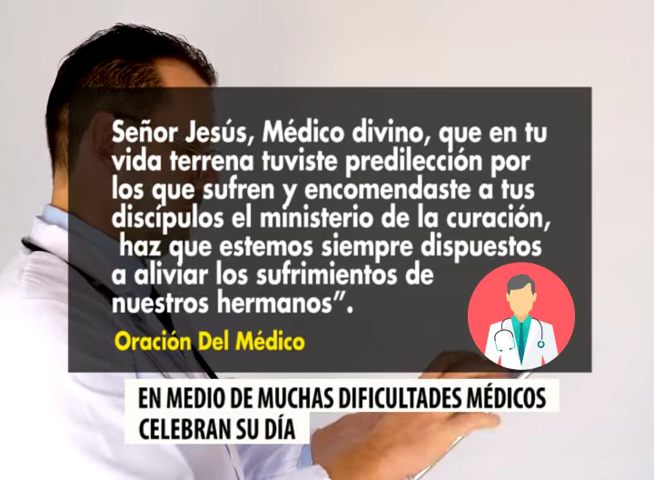 Señor Jesús, Médico divino, que en tu
vida terrena tuviste predilección por
los que sufren y encomendaste a tus
discípulos el ministerio de la curación,
haz que estemos siempre dispuestos
a aliviar los sufrimientos de
nuestros hermanos”.
Oración Del Médico
EN MEDIO DE MUCHAS DIFICULTADES MÉDICOS
CELEBRAN SU DÍA